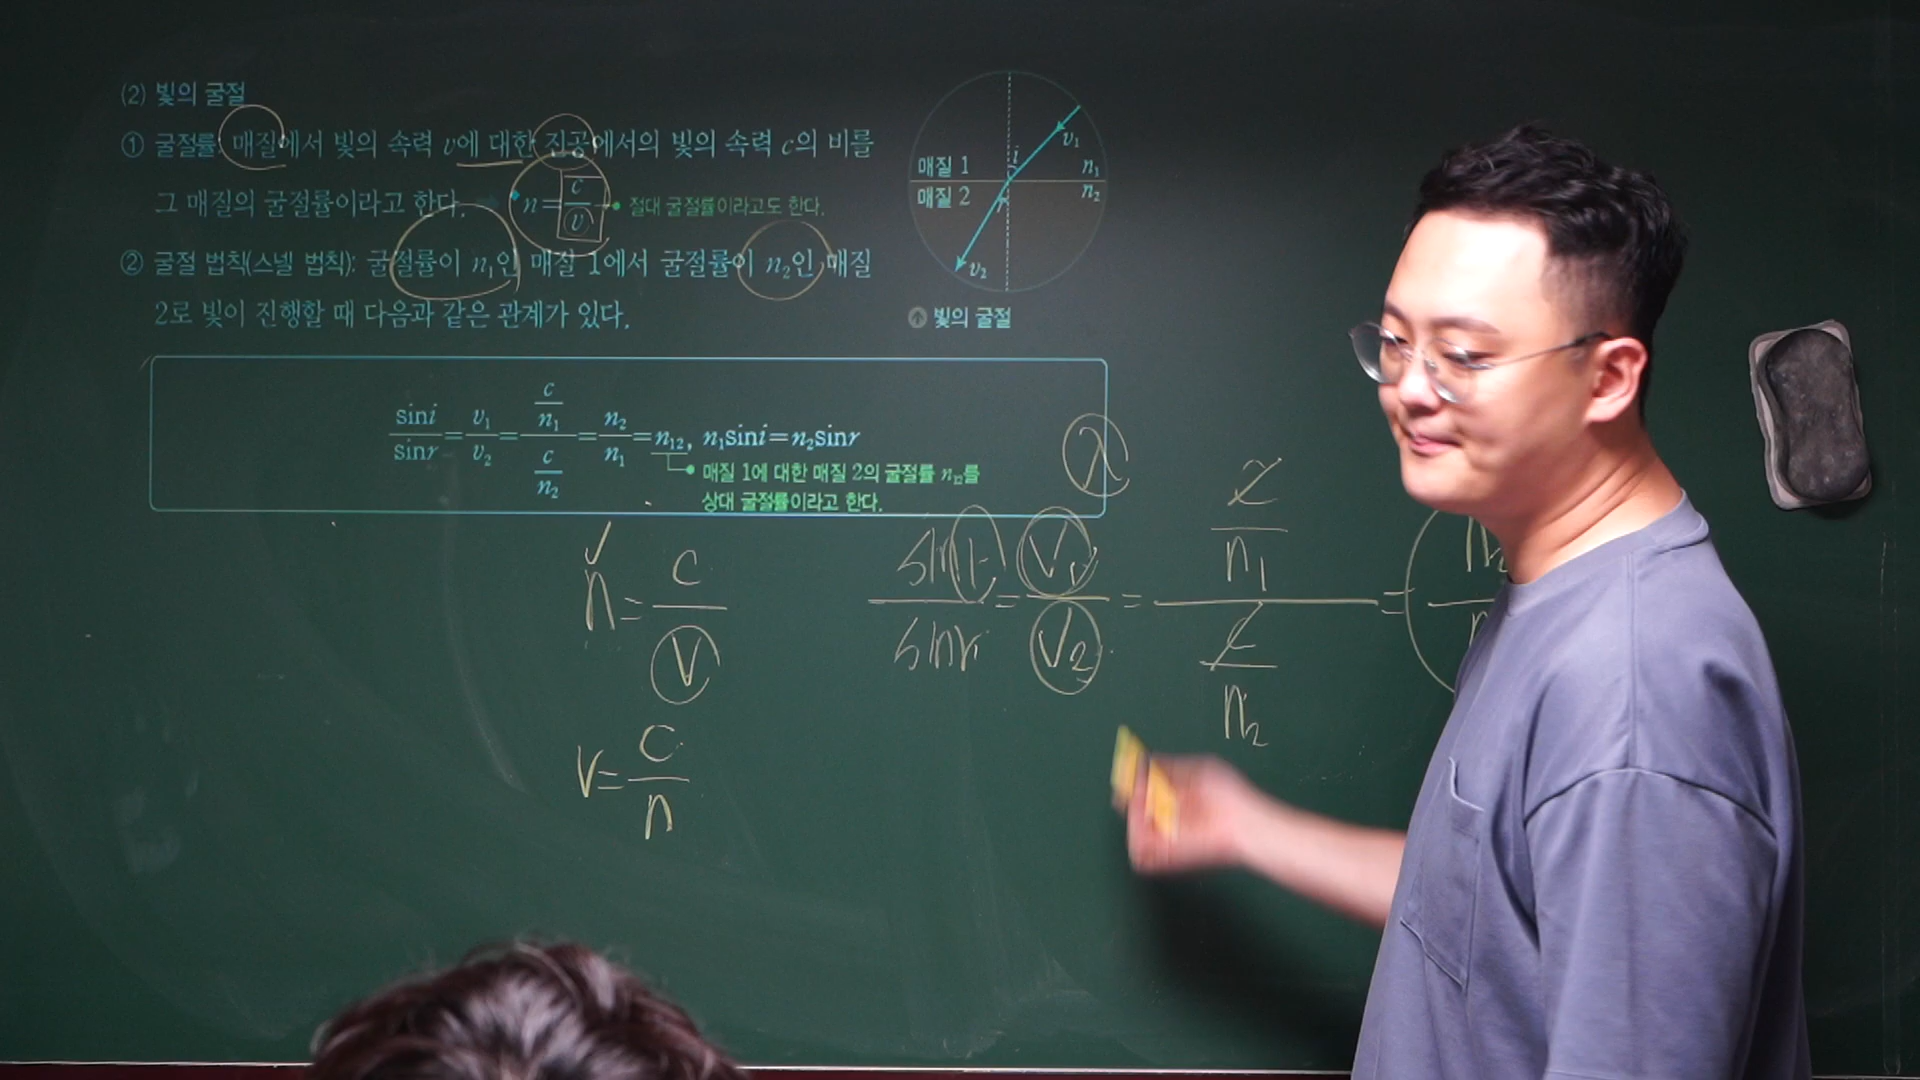 (2) 빛의 굴절
① 굴절률: 매질에서 빛의 속력 v에 대한 진공에서의 빛의 속력 c의 비를
그 매질의 굴절률이라고 한다. ➡ n=c/v 절대 굴절률이라고도 한다.
② 굴절 법칙(스넬 법칙): 굴절률이 n₁인 매질 1에서 굴절률이 n₂인 매질
2로 빛이 진행할 때 다음과 같은 관계가 있다.
sini/sinr=v₁/v₂=(c/n₁)/(c/n₂)=n₂/n₁=n₁₂, n₁sini=n₂sinr
매질 1에 대한 매질 2의 굴절률 n₁₂를
상대 굴절률이라고 한다.
v₁
i
매질 1 n₁
매질 2 n₂
r
v₂
빛의 굴절
λ
n=c/v
v=c/n
sini/sinr=v₁/v₂=(c/n₁)/(c/n₂)=